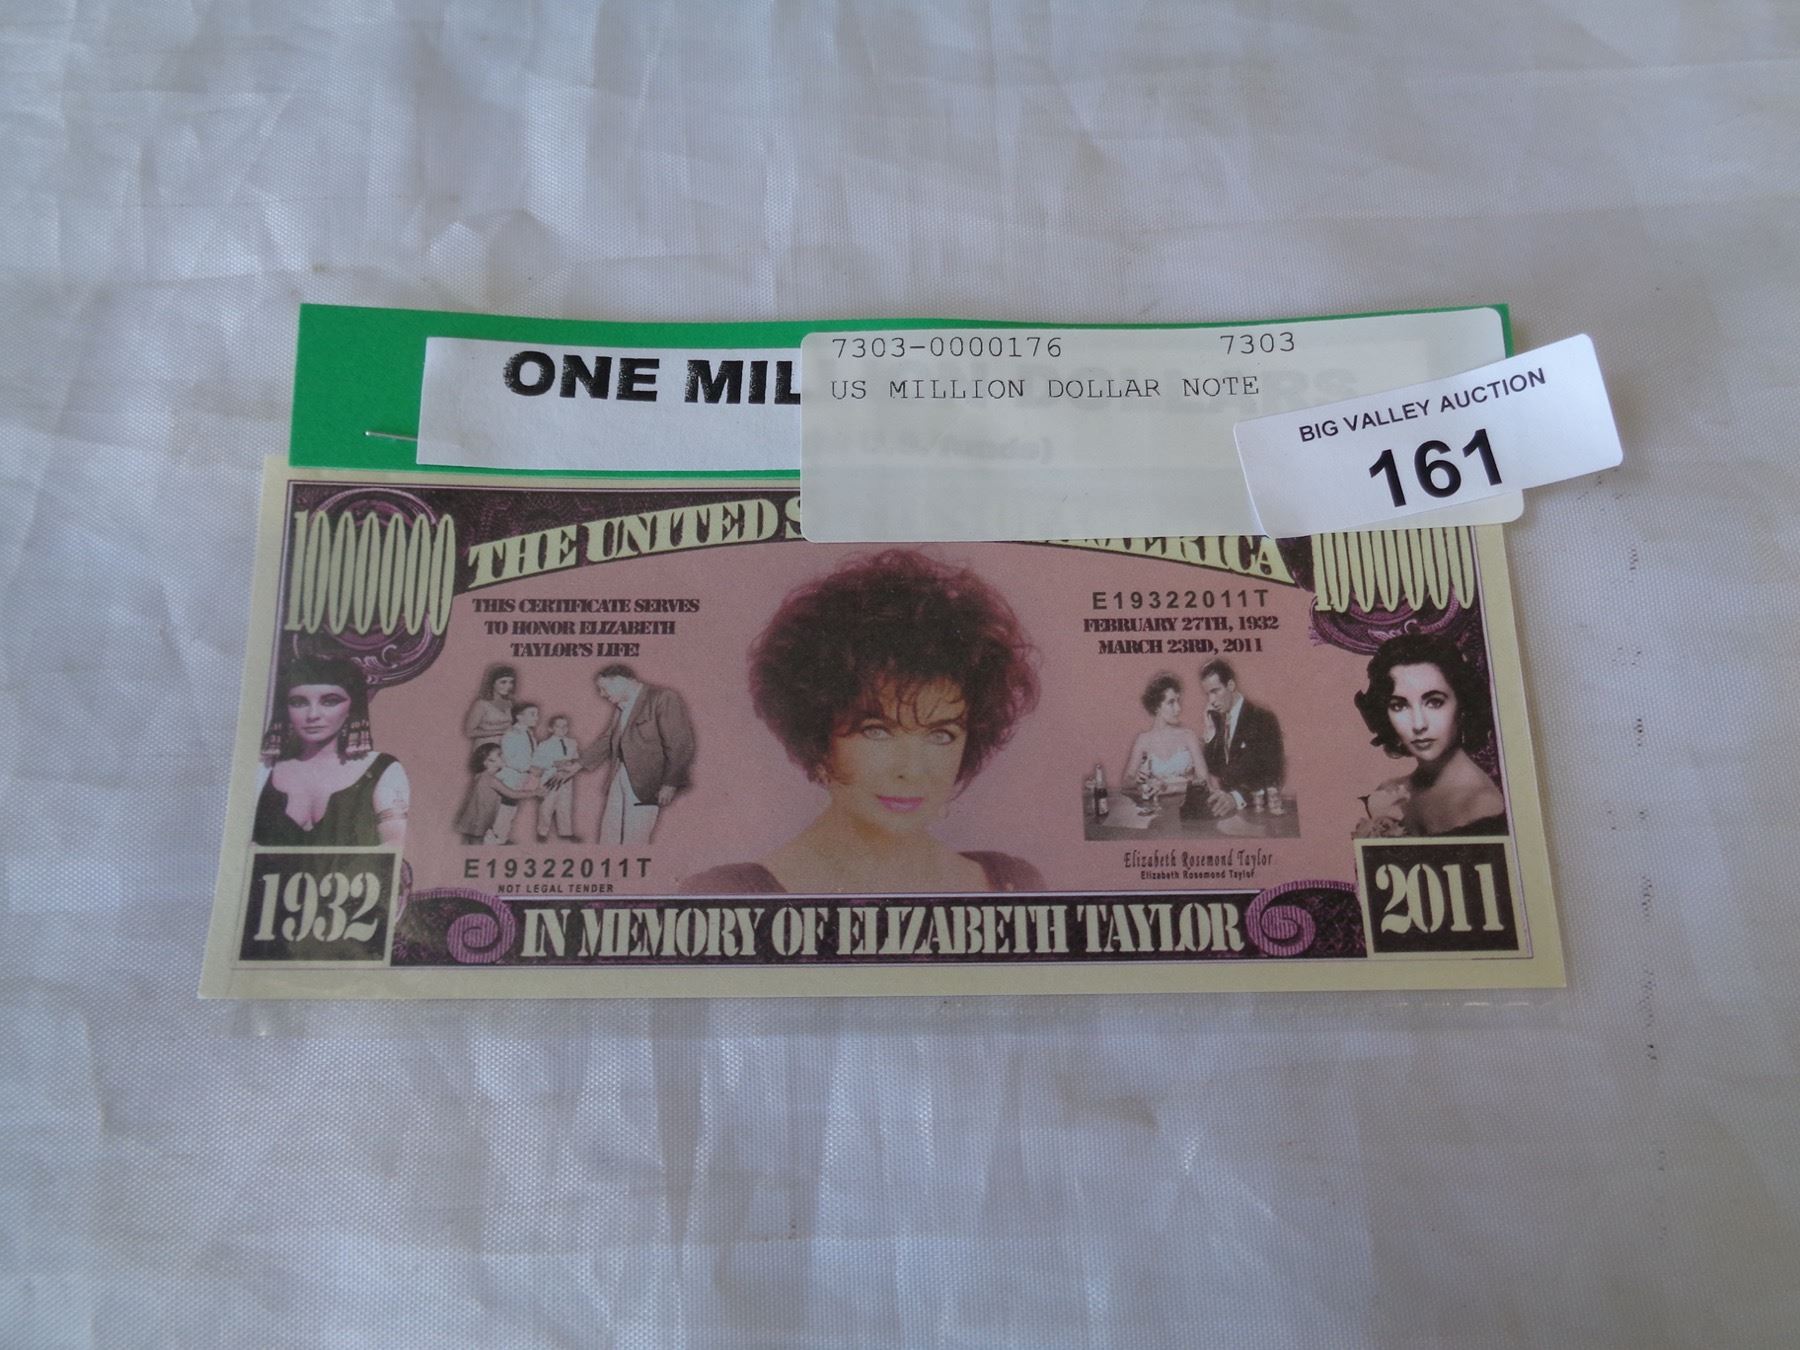 ONE MIL
7303-0000176 7303
US MILLION DOLLAR NOTE
BIG VALLEY AUCTION
161
1000000
THE UNITED S
MERICA
1000000
THIS CERTIFICATE SERVES
TO HONOR ELIZABETH
TAYLOR'S LIFE!
E19322011T
FEBRUARY 27TH, 1932
MARCH 23RD, 2011
E19322011T
NOT LEGAL TENDER
Elizabeth Rosemond Taylor
Elizabeth Rosemond Taylor
1932
IN MEMORY OF ELIZABETH TAYLOR
2011